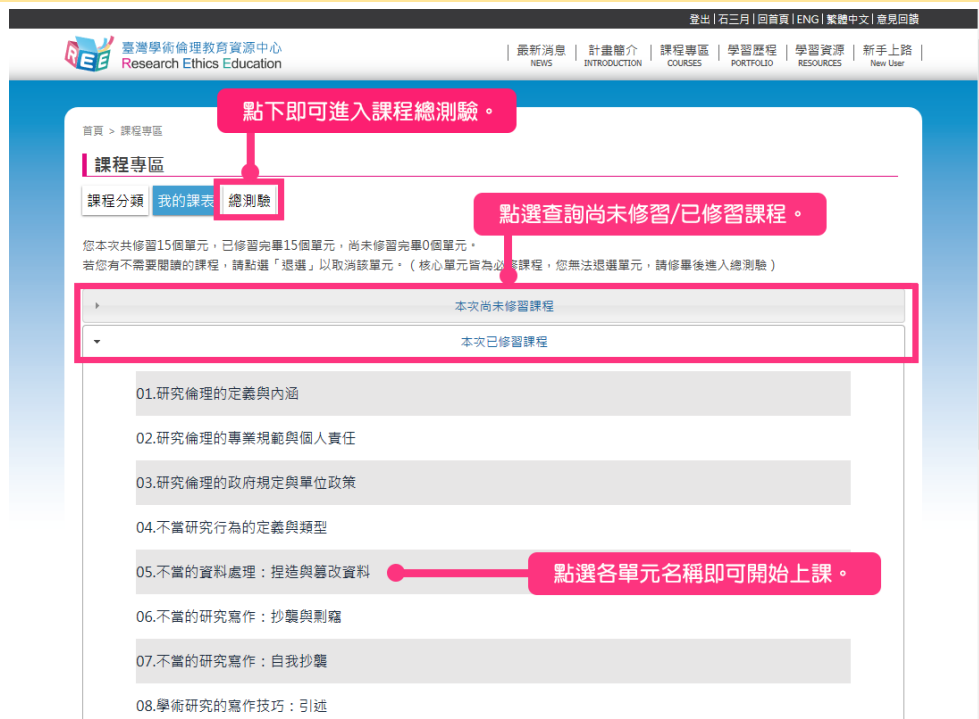 登出 | 石三月 | 回首頁 | ENG | 繁體中文 | 意見回饋
REE 臺灣學術倫理教育資源中心
Research Ethics Education
最新消息 | 計畫簡介 | 課程專區 | 學習歷程 | 學習資源 | 新手上路
NEWS INTRODUCTION COURSES PORTFOLIO RESOURCES New User
點下即可進入課程總測驗。
首頁 > 課程專區
課程專區
課程分類 我的課表 總測驗
點選查詢尚未修習/已修習課程。
您本次共修習15個單元，已修習完畢15個單元，尚未修習完畢0個單元。
若您有不需要閱讀的課程，請點選「退選」以取消該單元。(核心單元皆為必修課程，您無法退選單元，請修畢後進入總測驗)
本次尚未修習課程
本次已修習課程
01.研究倫理的定義與內涵
02.研究倫理的專業規範與個人責任
03.研究倫理的政府規定與單位政策
04.不當研究行為的定義與類型
05.不當的資料處理：捏造與篡改資料
點選各單元名稱即可開始上課。
06.不當的研究寫作：抄襲與剽竊
07.不當的研究寫作：自我抄襲
08.學術研究的寫作技巧：引述